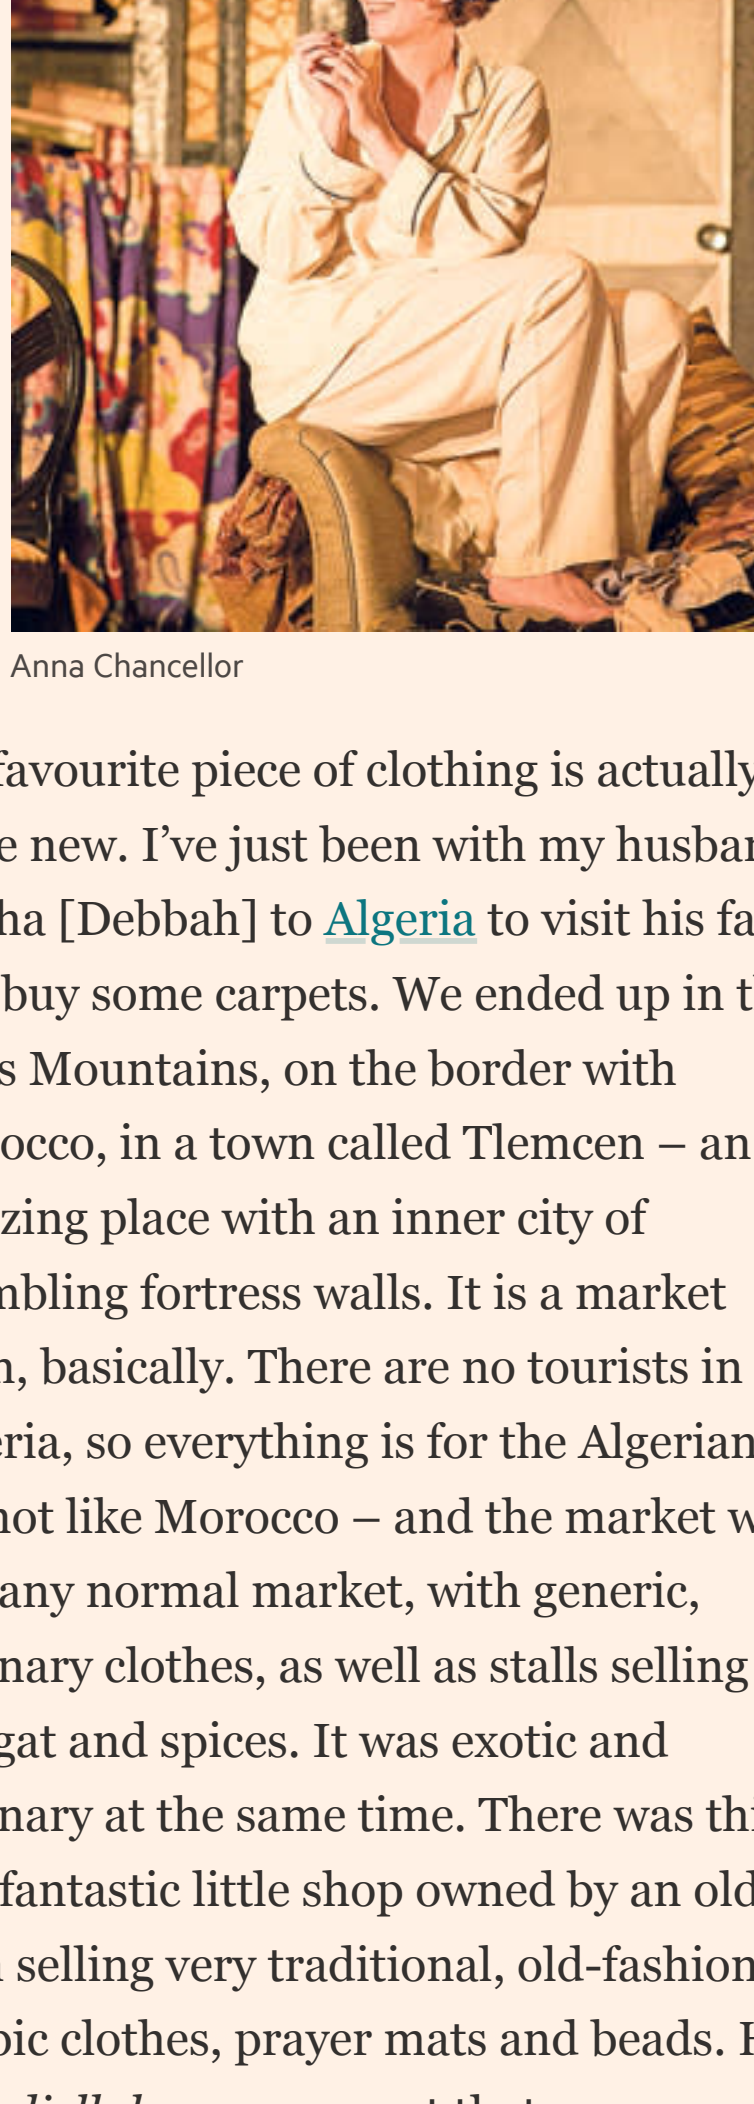 Anna Chancellor
favourite piece of clothing is actually
e new. I’ve just been with my husban
ha [Debbah] to Algeria to visit his fa
buy some carpets. We ended up in t
s Mountains, on the border with
occo, in a town called Tlemcen – an
zing place with an inner city of
mbling fortress walls. It is a market
n, basically. There are no tourists in
eria, so everything is for the Algerian
not like Morocco – and the market w
any normal market, with generic,
nary clothes, as well as stalls selling
gat and spices. It was exotic and
nary at the same time. There was thi
fantastic little shop owned by an old
selling very traditional, old-fashion
bic clothes, prayer mats and beads. H